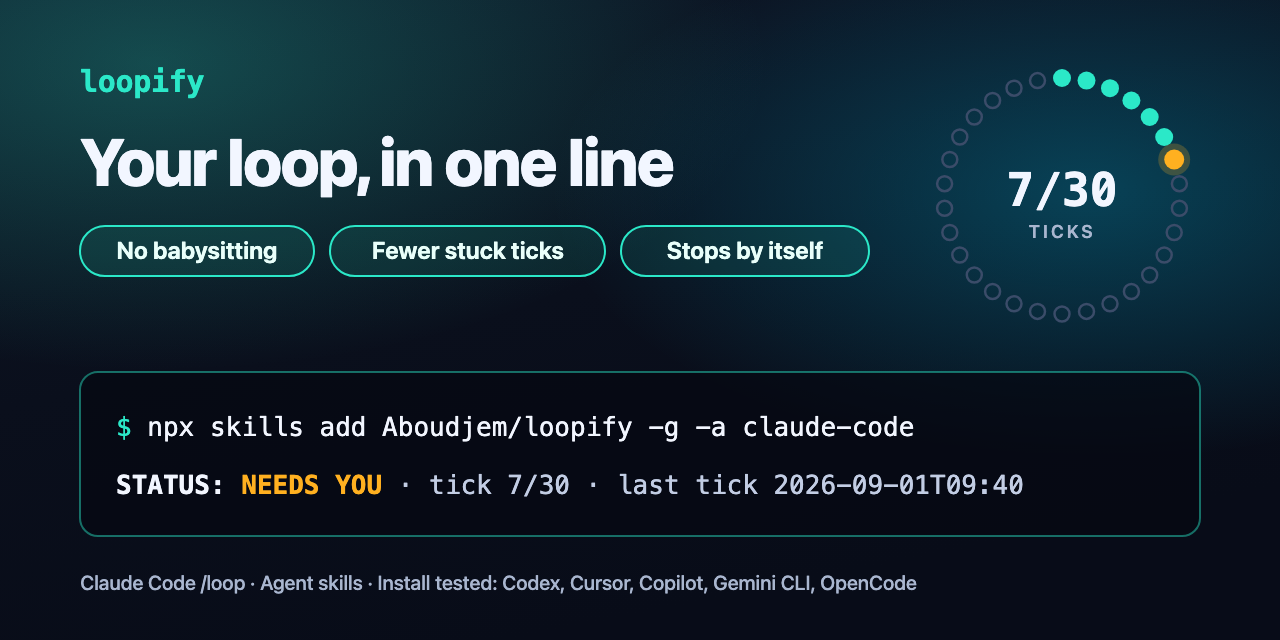 loopify
Your loop, in one line
No babysitting
Fewer stuck ticks
Stops by itself
7/30
TICKS
$ npx skills add Aboudjem/loopify -g -a claude-code
STATUS: NEEDS YOU · tick 7/30 · last tick 2026-09-01T09:40
Claude Code /loop · Agent skills · Install tested: Codex, Cursor, Copilot, Gemini CLI, OpenCode